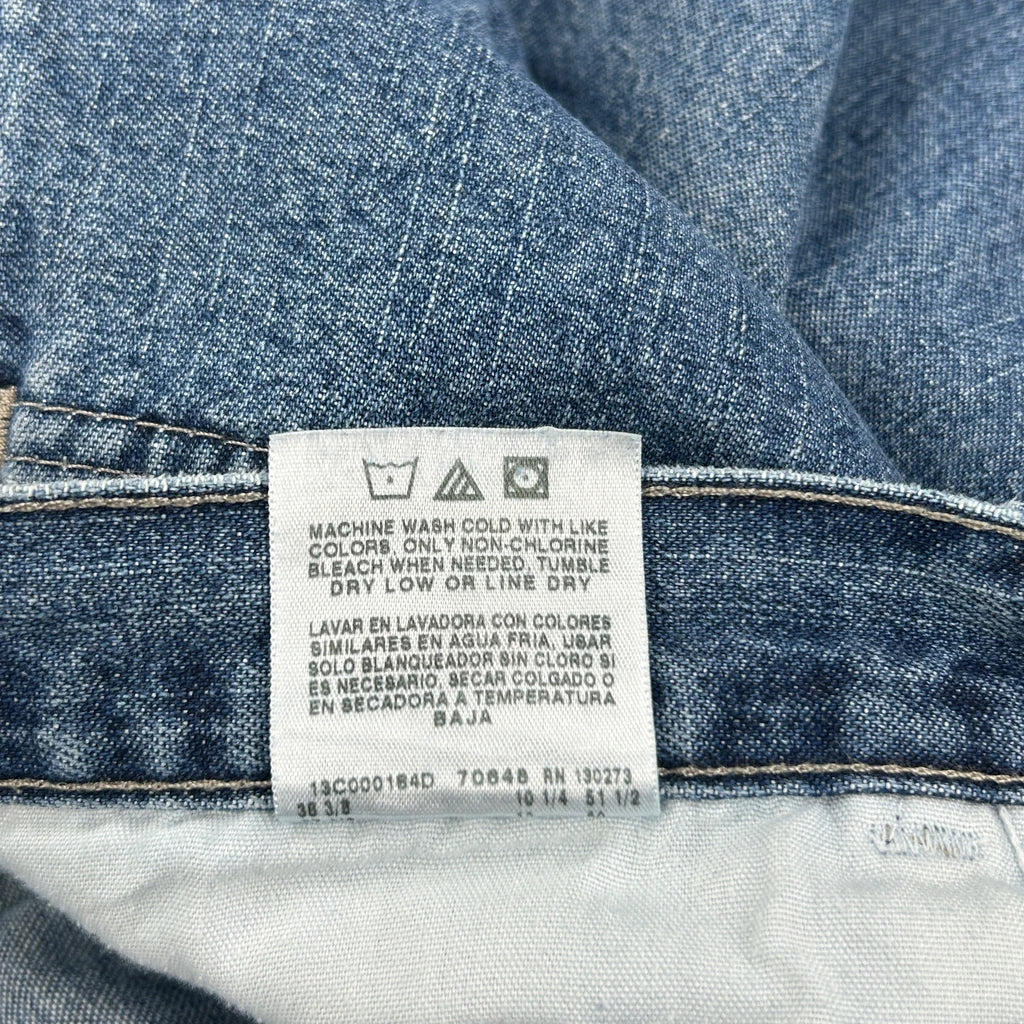 MACHINE WASH COLD WITH LIKE
COLORS, ONLY NON-CHLORINE
BLEACH WHEN NEEDED, TUMBLE
DRY LOW OR LINE DRY
LAVAR EN LAVADORA CON COLORES
SIMILARES EN AGUA FRIA, USAR
SOLO BLANQUEADOR SIN CLORO SI
ES NECESARIO, SECAR COLGADO O
EN SECADORA A TEMPERATURA
BAJA
13C000184D 70648 RN 130273
36 3/8 10 1/4 51 1/2